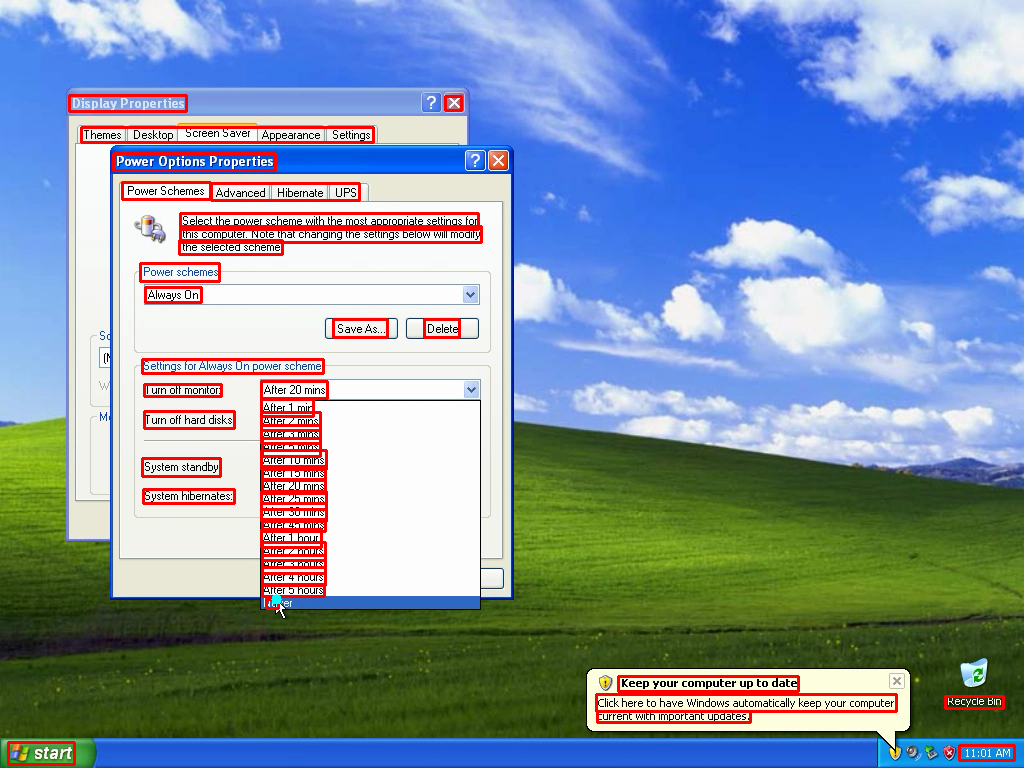 Display Properties
Themes Desktop Screen Saver Appearance Settings
Power Options Properties
Power Schemes Advanced Hibernate UPS
Select the power scheme with the most appropriate settings for
this computer. Note that changing the settings below will modify
the selected scheme.
Power schemes
Always On
Save As... Delete
Settings for Always On power scheme
Turn off monitor: After 20 mins
After 1 min
After 2 mins
Turn off hard disks
After 3 mins
After 5 mins
After 10 mins
System standby
After 15 mins
After 20 mins
System hibernates:
After 25 mins
After 30 mins
After 45 mins
After 1 hour
After 2 hours
After 3 hours
After 4 hours
After 5 hours
Never
Keep your computer up to date
Click here to have Windows automatically keep your computer
current with important updates.
Recycle Bin
start 11:01 AM